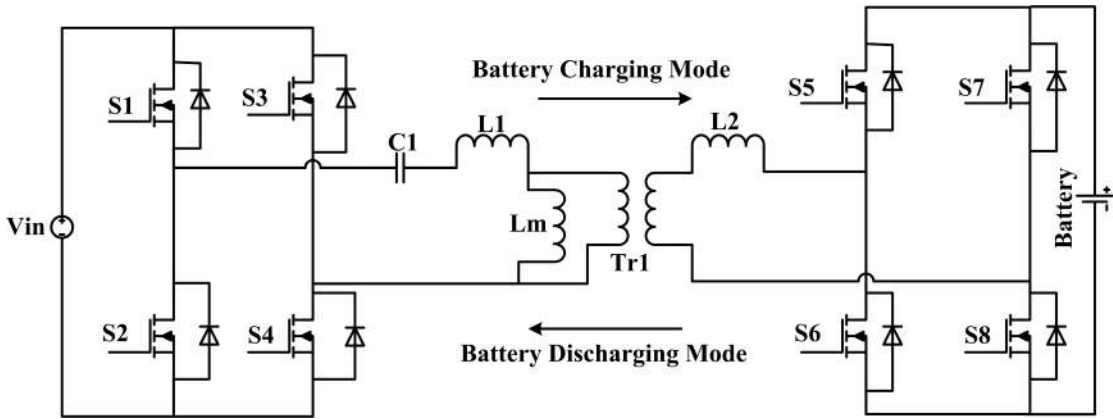 Battery Charging Mode
S1
S3
S5
S7
C1
L1
L2
Vin
Lm
Tr1
Battery
S2
S4
S6
S8
Battery Discharging Mode